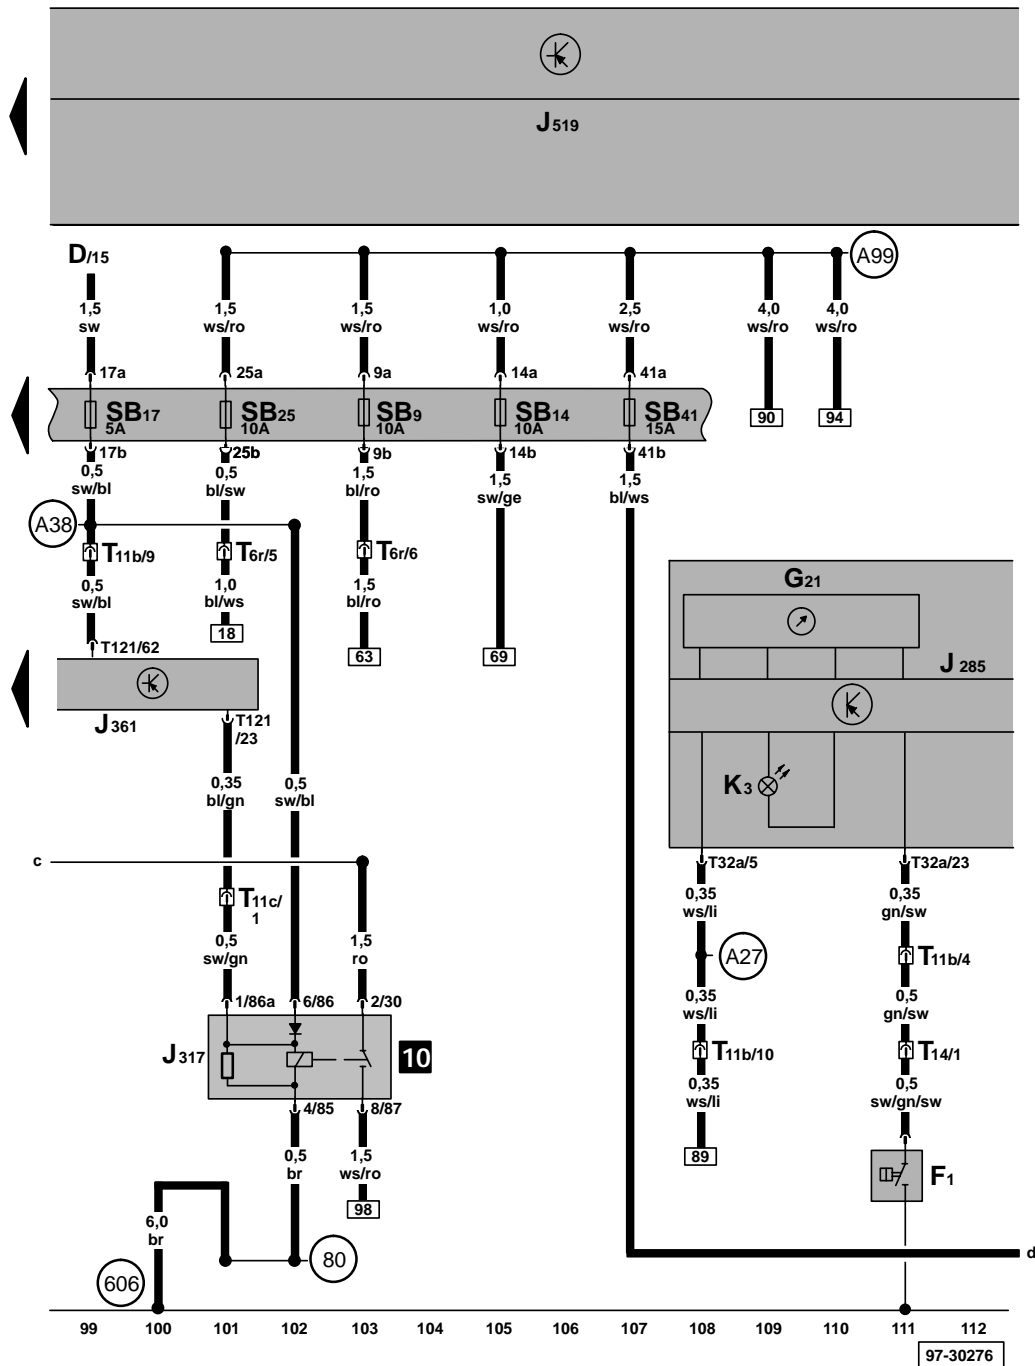 J519
D/15
A99
1,5 1,5 1,5 1,0 2,5 4,0 4,0
sw ws/ro ws/ro ws/ro ws/ro ws/ro ws/ro
17a 25a 9a 14a 41a
SB17 SB25 SB9 SB14 SB41 90 94
5A 10A 10A 10A 15A
17b 25b 9b 14b 41b
0,5 0,5 1,5 1,5 1,5
sw/bl bl/sw bl/ro sw/ge bl/ws
A38
T11b/9 T6r/5 T6r/6
0,5 1,0 1,5
sw/bl bl/ws bl/ro
G21
18
T121/62 63 69
J285
J361
T121
/23
0,35 0,5
bl/gn sw/bl
K3
c
T32a/5 T32a/23
T11c/
1
0,35 0,35
ws/li gn/sw
0,5 1,5
sw/gn ro
A27 T11b/4
1/86a 6/86 2/30
0,35 0,5
ws/li gn/sw
J317 10
T11b/10 T14/1
0,35 0,5
ws/li sw/gn/sw
4/85 8/87
0,5 1,5
br ws/ro
89
F1
98
6,0
br
80
d
606
99 100 101 102 103 104 105 106 107 108 109 110 111 112
97-30276